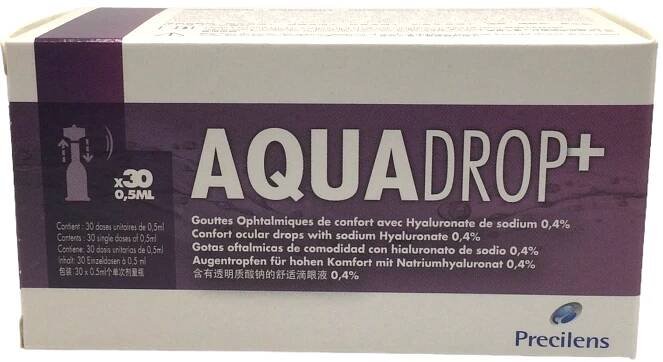 AQUADROP+
x30
0,5ML
Gouttes Ophtalmiques de confort avec Hyaluronate de sodium 0,4%
Confort ocular drops with sodium Hyaluronate 0,4%
Gotas oftalmicas de comodidad con hialuronato de sodio 0,4%
Augentropfen für hohen Komfort mit Natriumhyaluronat 0,4%
含有透明质酸钠的舒适滴眼液 0,4%
Contient : 30 doses unitaires de 0,5ml
Contents : 30 single doses of 0,5ml
Contiene: 30 dosis unitarias de 0,5ml
Inhalt: 30 Einzeldosen à 0,5 ml
包装: 30 x 0.5ml个单次剂量瓶
Precilens